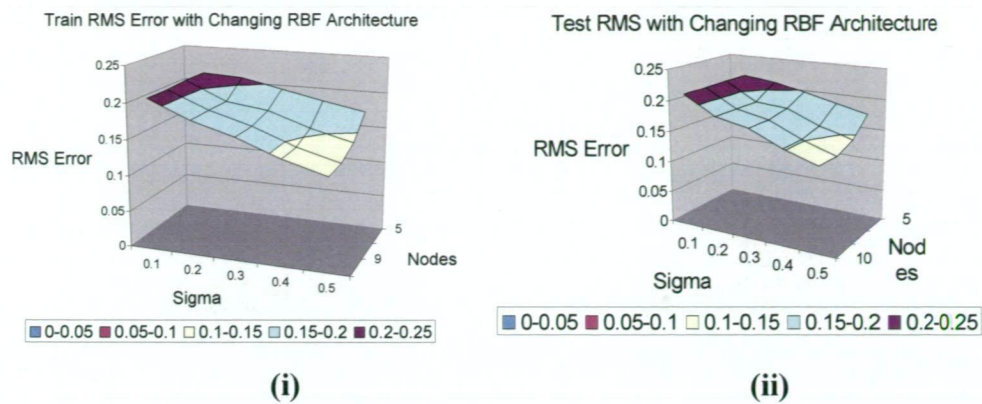 Train RMS Error with Changing RBF Architecture
0.25
0.2
0.15
0.1
0.05
0
RMS Error
0.1
0.2
0.3
0.4
0.5
Sigma
5
9
Nodes
0-0.05 0.05-0.1 0.1-0.15 0.15-0.2 0.2-0.25
(i)
Test RMS with Changing RBF Architecture
0.25
0.2
0.15
0.1
0.05
0
RMS Error
0.1
0.2
0.3
0.4
0.5
Sigma
5
10
Nod
es
0-0.05 0.05-0.1 0.1-0.15 0.15-0.2 0.2-0.25
(ii)